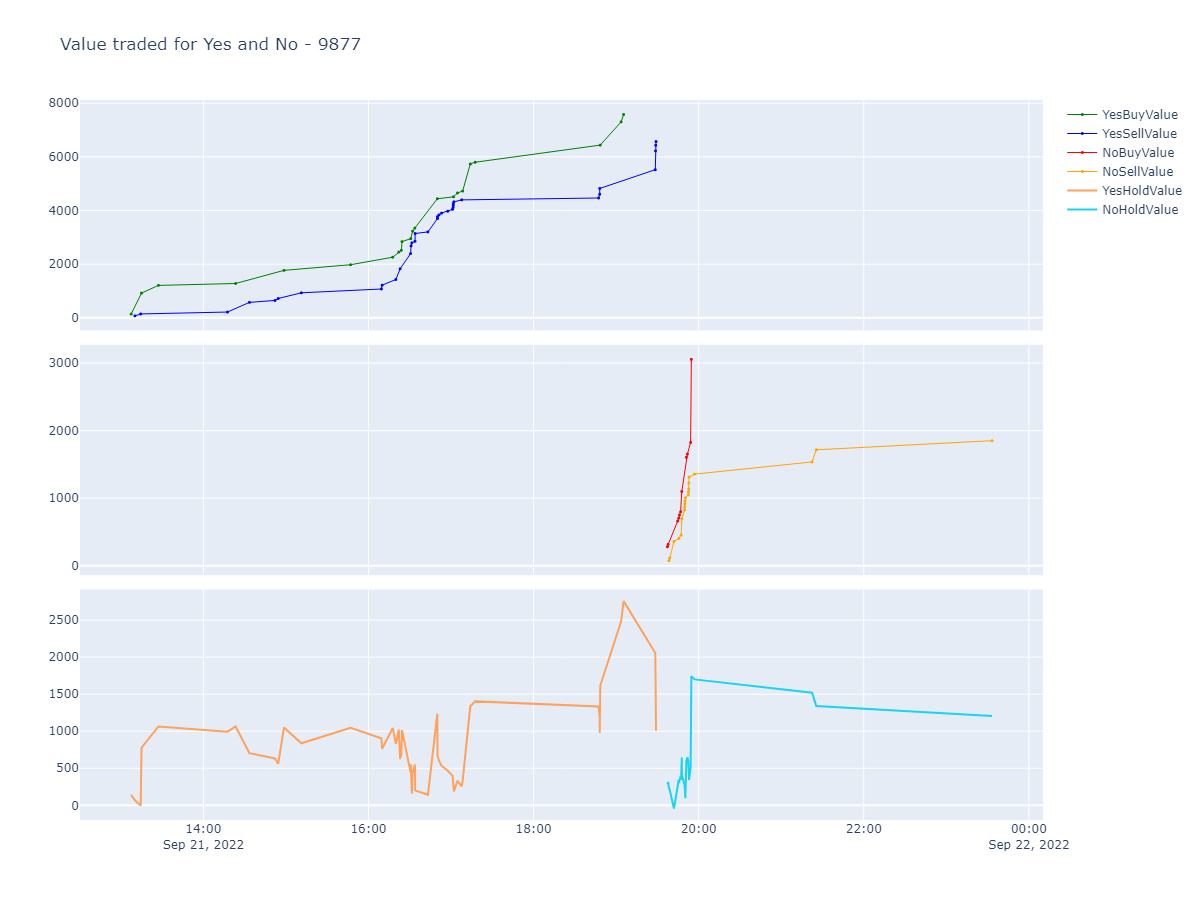 Value traded for Yes and No - 9877
8000
6000
4000
2000
0
YesBuyValue
YesSellValue
NoBuyValue
NoSellValue
YesHoldValue
NoHoldValue
3000
2000
1000
0
2500
2000
1500
1000
500
0
14:00 16:00 18:00 20:00 22:00 00:00
Sep 21, 2022 Sep 22, 2022